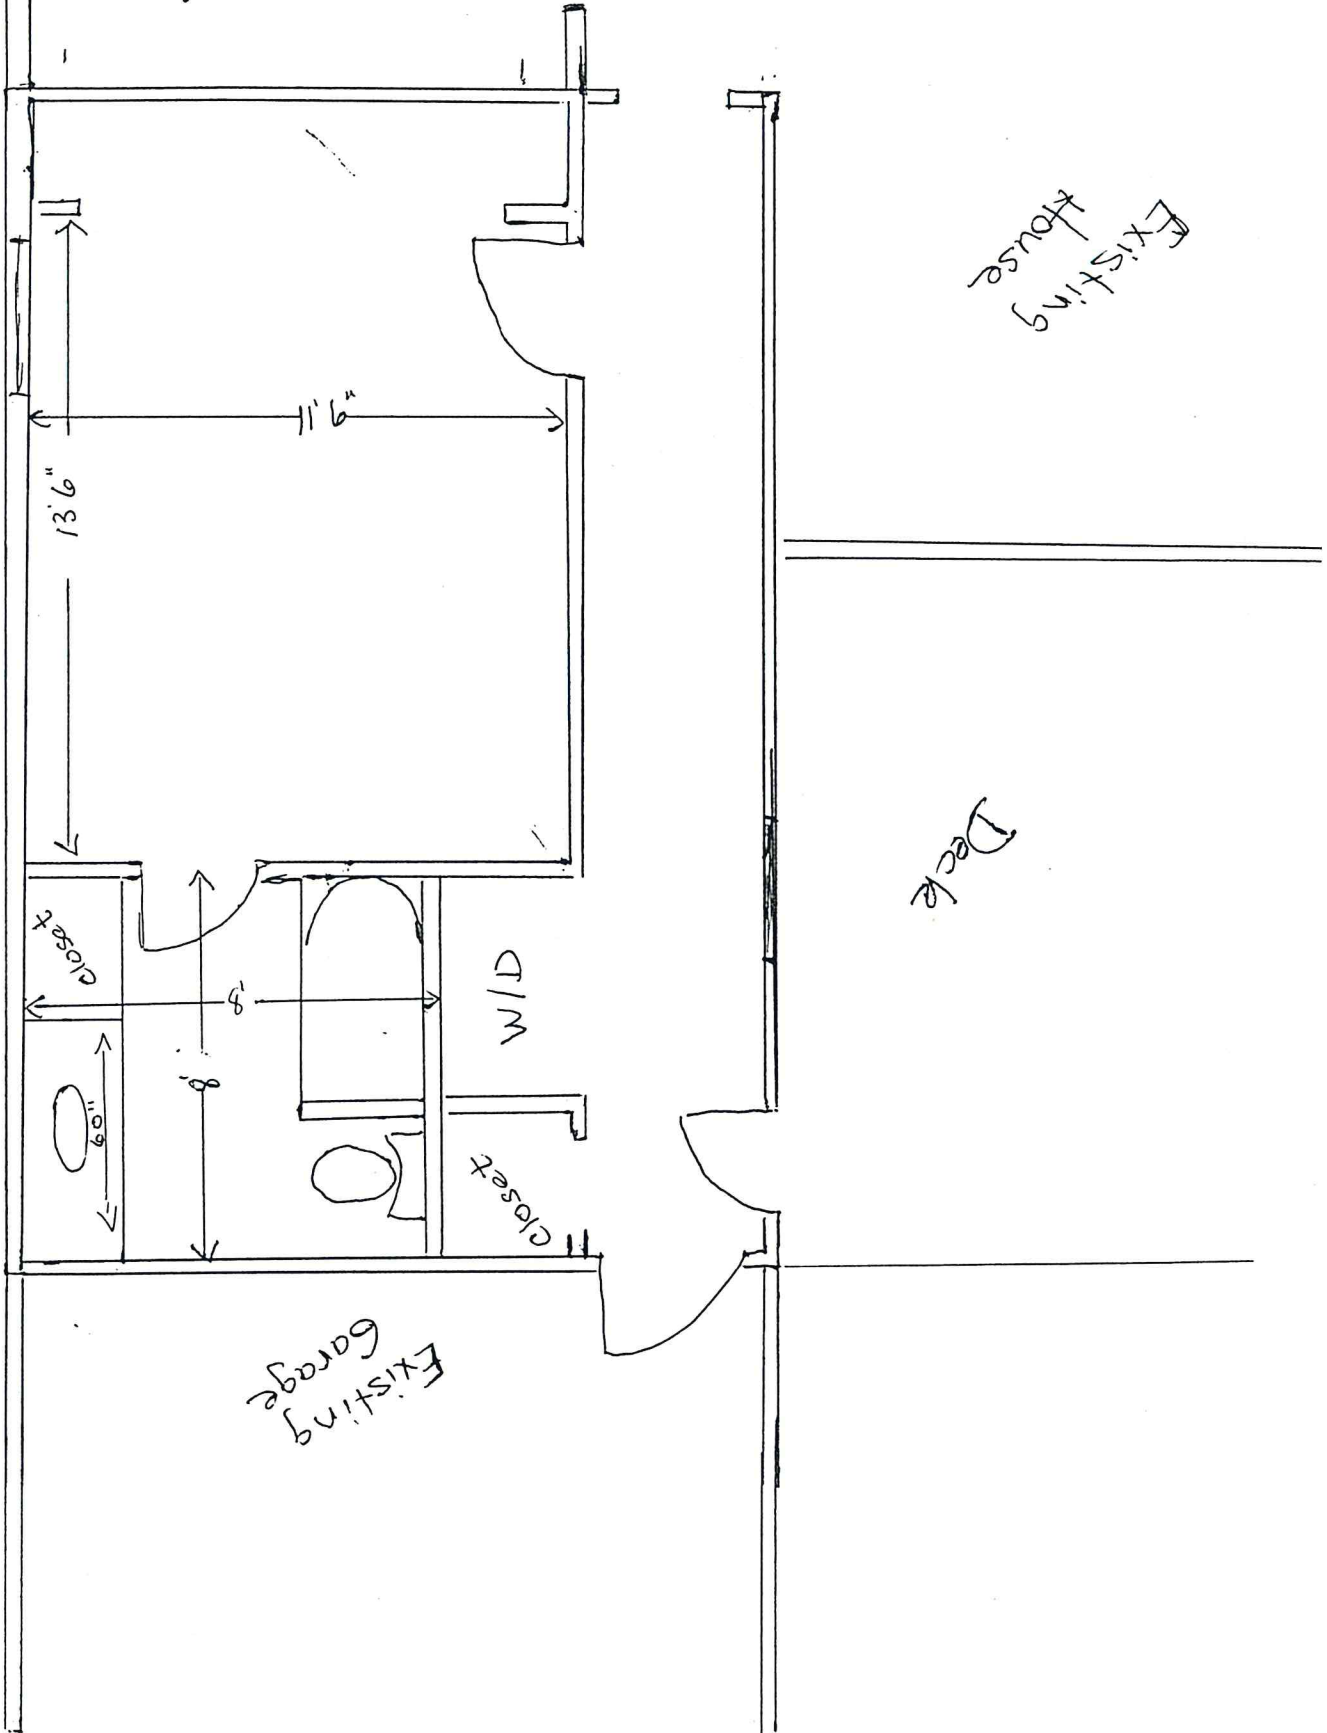 Existing
House
11'6"
13'6"
Deck
closet
8'
W/D
8'
60"
closet
Existing
Garage